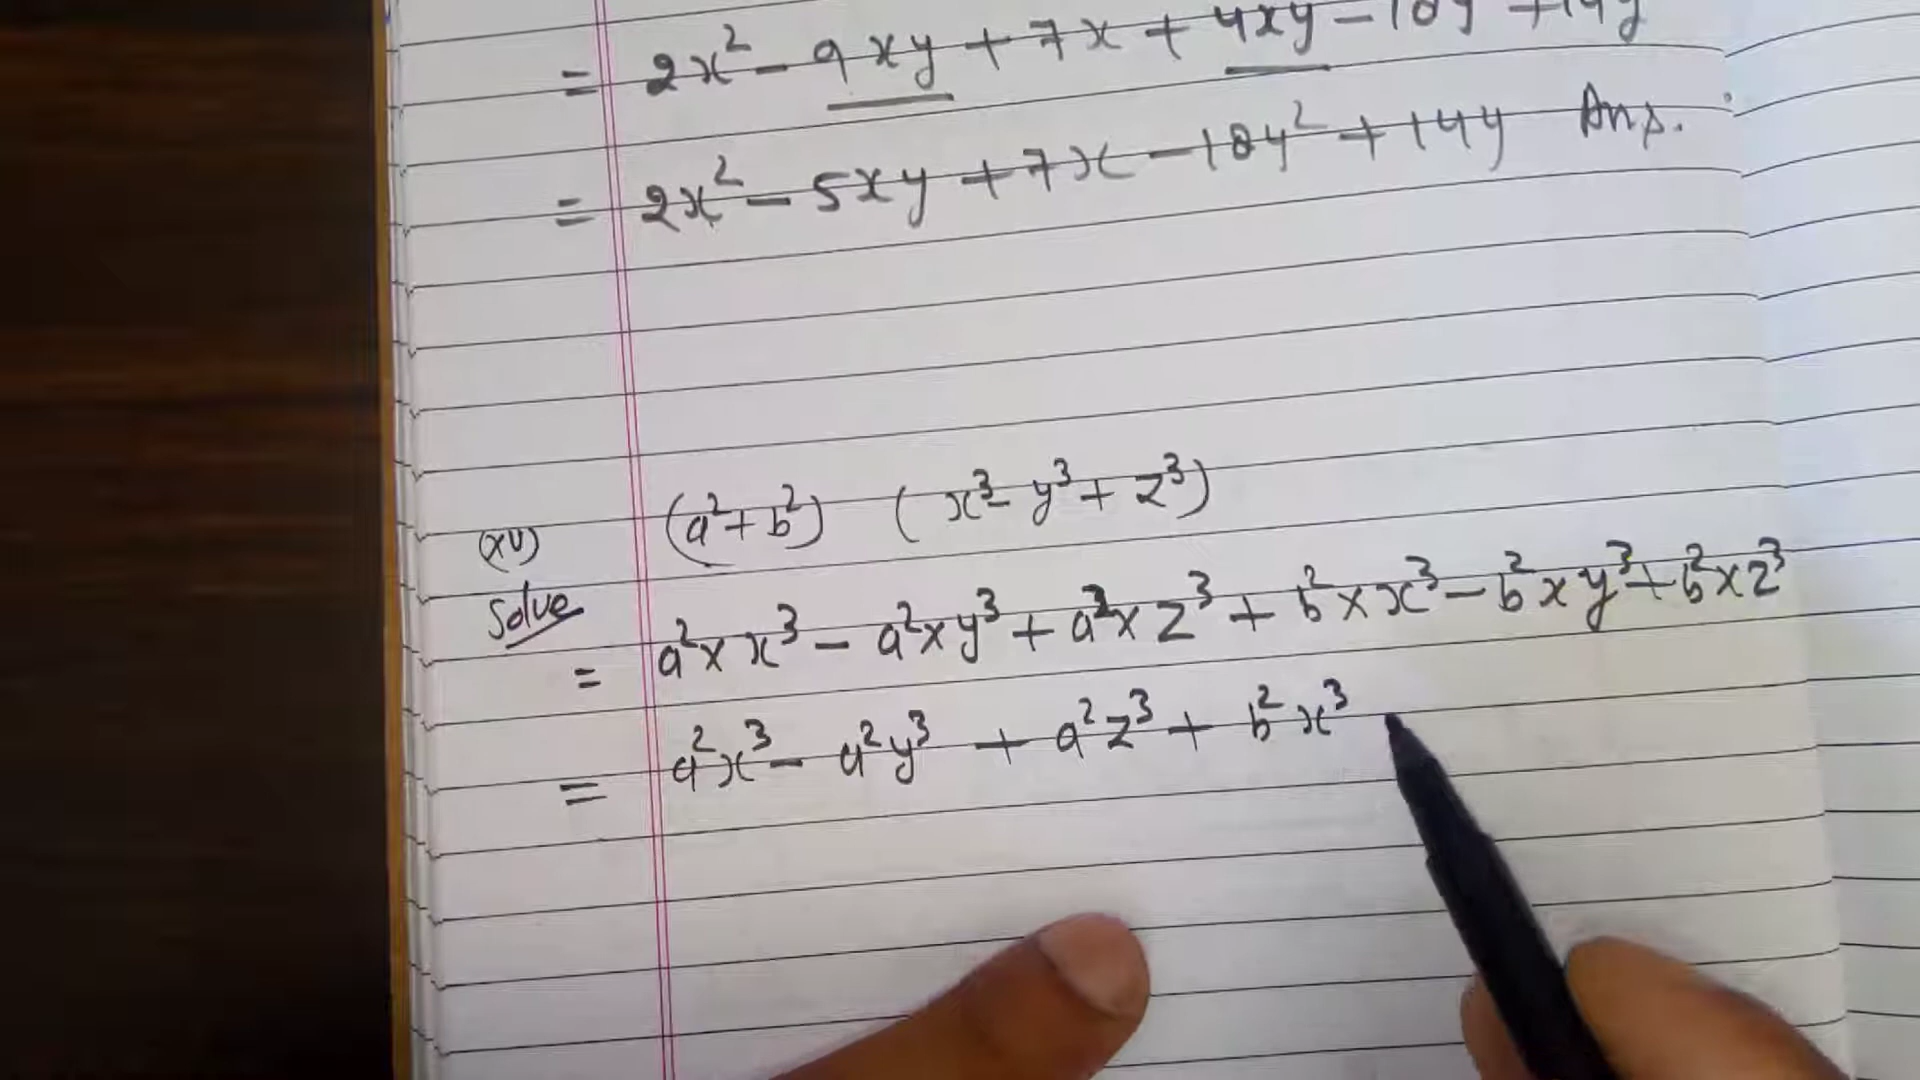 = 2x² - 9xy + 7x + 4xy - 18y + 14y
= 2x² - 5xy + 7x - 18y² + 14y Ans.
(xv) (a² + b²) (x³ - y³ + z³)
Solve
= a² × x³ - a² × y³ + a² × z³ + b² × x³ - b² × y³ + b² × z³
= a²x³ - a²y³ + a²z³ + b²x³